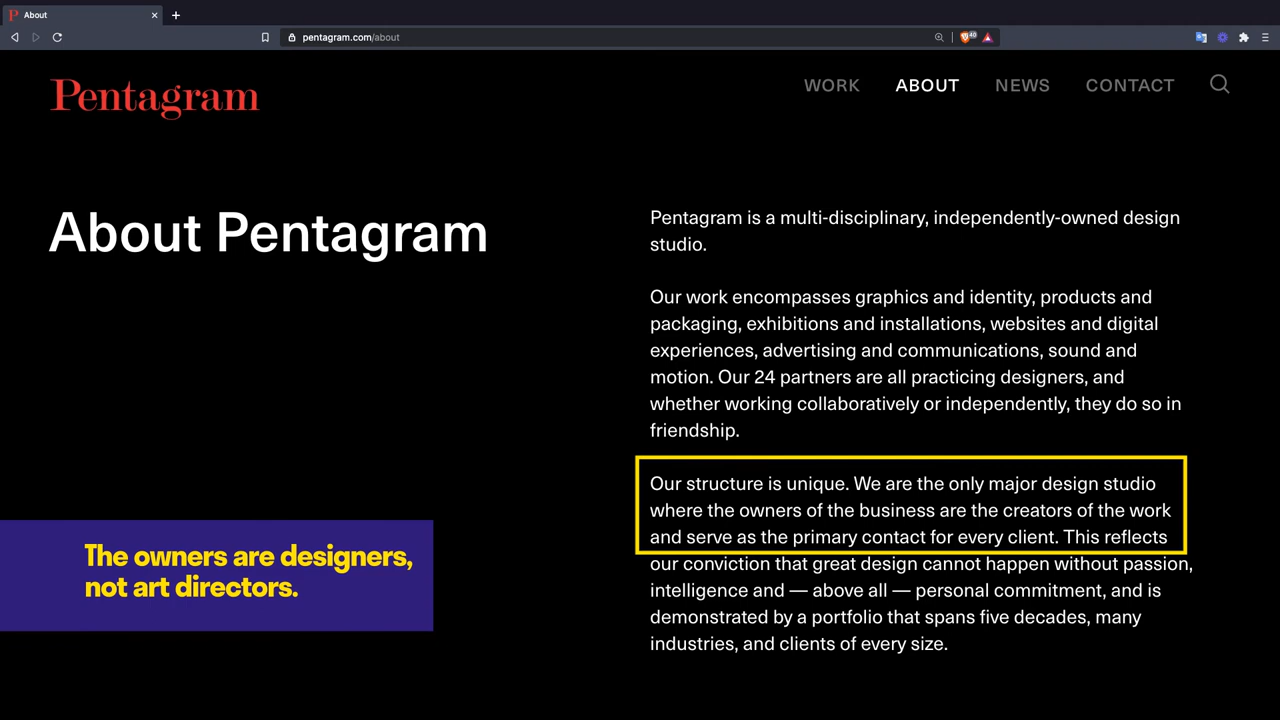 About
pentagram.com/about
40
Pentagram
WORK
ABOUT
NEWS
CONTACT
About Pentagram
Pentagram is a multi-disciplinary, independently-owned design
studio.
Our work encompasses graphics and identity, products and
packaging, exhibitions and installations, websites and digital
experiences, advertising and communications, sound and
motion. Our 24 partners are all practicing designers, and
whether working collaboratively or independently, they do so in
friendship.
Our structure is unique. We are the only major design studio
where the owners of the business are the creators of the work
and serve as the primary contact for every client. This reflects
our conviction that great design cannot happen without passion,
intelligence and — above all — personal commitment, and is
demonstrated by a portfolio that spans five decades, many
industries, and clients of every size.
The owners are designers,
not art directors.